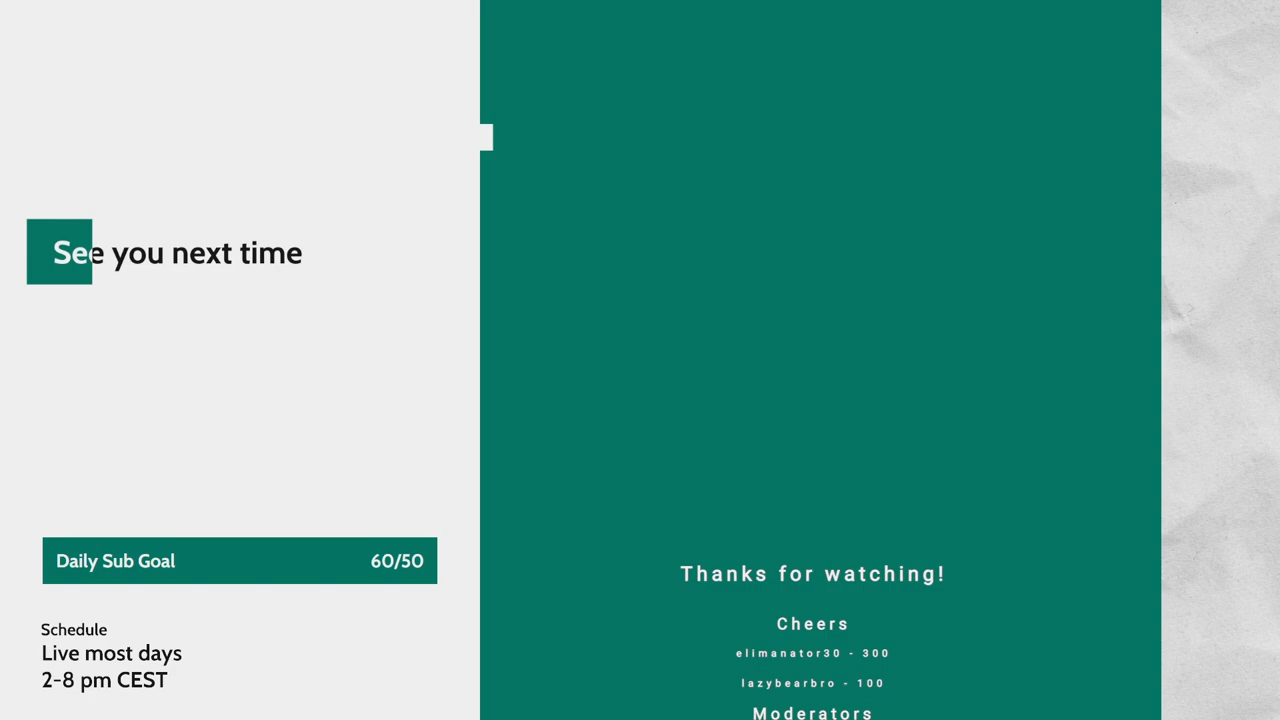 See you next time
Daily Sub Goal 60/50
Schedule
Live most days
2-8 pm CEST
Thanks for watching!
Cheers
elimanator30 - 300
lazybearbro - 100
Moderators